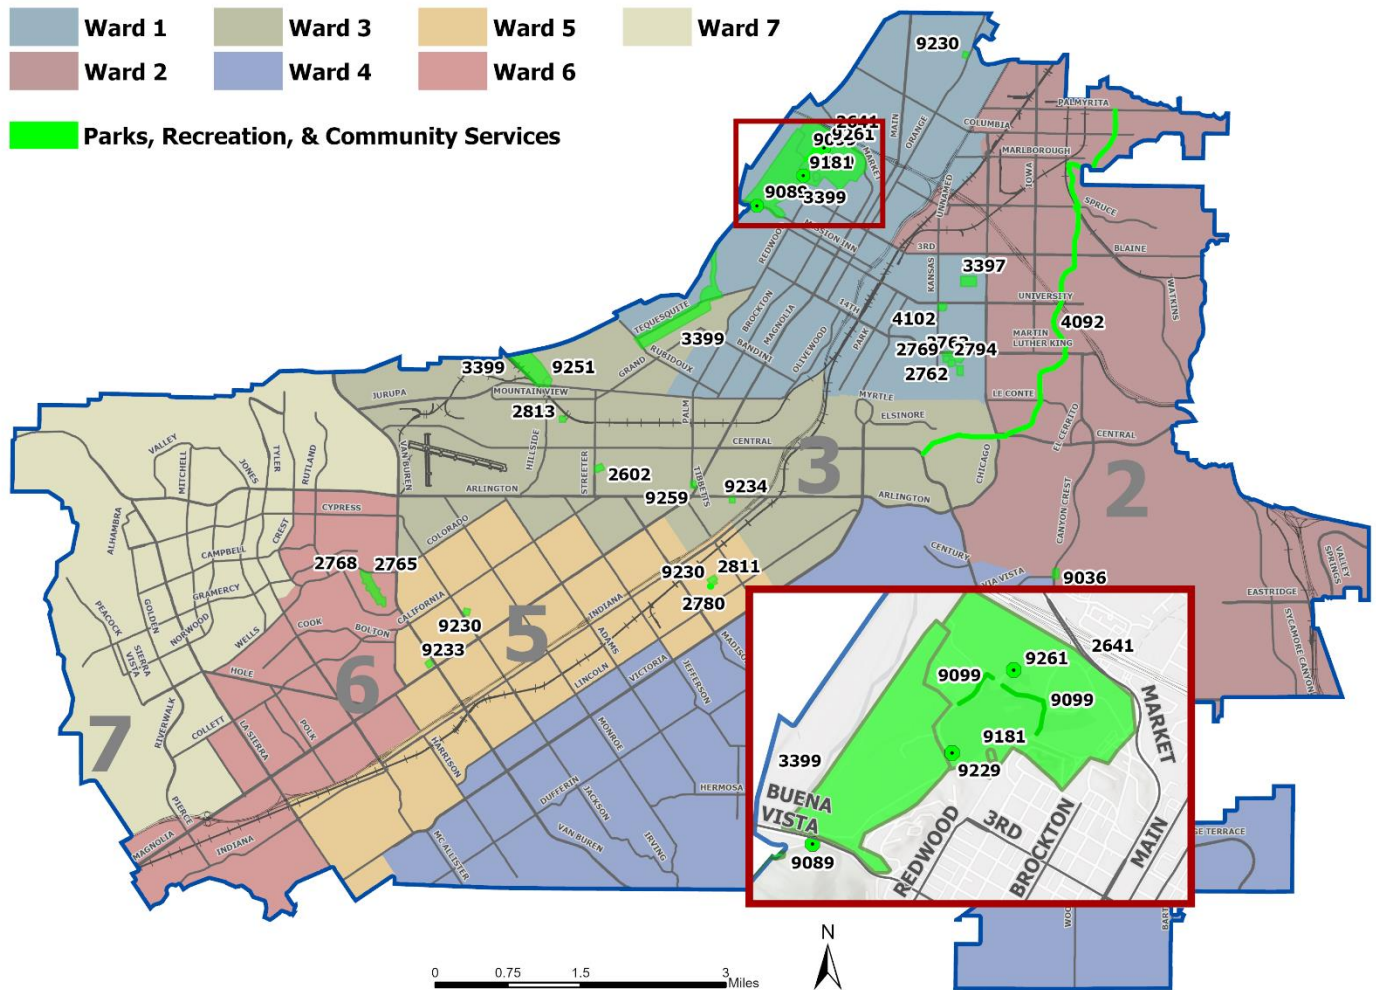 Ward 1
Ward 3
Ward 5
Ward 7
Ward 2
Ward 4
Ward 6
Parks, Recreation, & Community Services
9230
PALMYRITA
COLUMBIA
MAIN
ORANGE
2641
9261
MARLBOROUGH
MARKET
IOWA
9181
9089
3399
UNNAMED
SPRUCE
MISSION INN
REDWOOD
3RD
BLAINE
KANSAS
3397
WATKINS
UNIVERSITY
TEQUESQUITE
BROCKTON
MAGNOLIA
14TH
4102
4092
OLIVEWOOD
PARK
MARTIN
LUTHER KING
3399
BANDINI
2769
2794
2762
GRAND
RUBIDOUX
3399
9251
MOUNTAIN VIEW
JURUPA
LE CONTE
MYRTLE
ELSINORE
2813
PALM
EL CERRITO
CENTRAL
CENTRAL
CHICAGO
VALLEY
MITCHELL
JONES
TYLER
RUTLAND
VAN BUREN
HILLSIDE
STREETER
3
2602
TIBBETTS
9259
9234
ARLINGTON
ARLINGTON
2
CANYON CREST
ALHAMBRA
CREST
CYPRESS
COLORADO
CAMPBELL
CENTURY
VIA VISTA
9036
VALLEY
SPRINGS
EASTRIDGE
SYCAMORE CANYON
2768
2765
9230
2811
2780
GRAMERCY
PEACOCK
GOLDEN
NORWOOD
CALIFORNIA
9230
INDIANA
5
COOK
BOLTON
WELLS
9233
ADAMS
SIERRA
VISTA
HOLE
6
LINCOLN
VICTORIA
JEFFERSON
RIVERWALK
COLLETT
LA SIERRA
POLK
HARRISON
MONROE
7
DUFFERIN
JACKSON
HERMOSA
PIERCE
VAN BUREN
IRVING
MAGNOLIA
INDIANA
MC ALLISTER
2641
9261
9099
9099
MARKET
9181
3399
9229
BUENA
VISTA
3RD
REDWOOD
BROCKTON
MAIN
9089
N
0
0.75
1.5
3
Miles